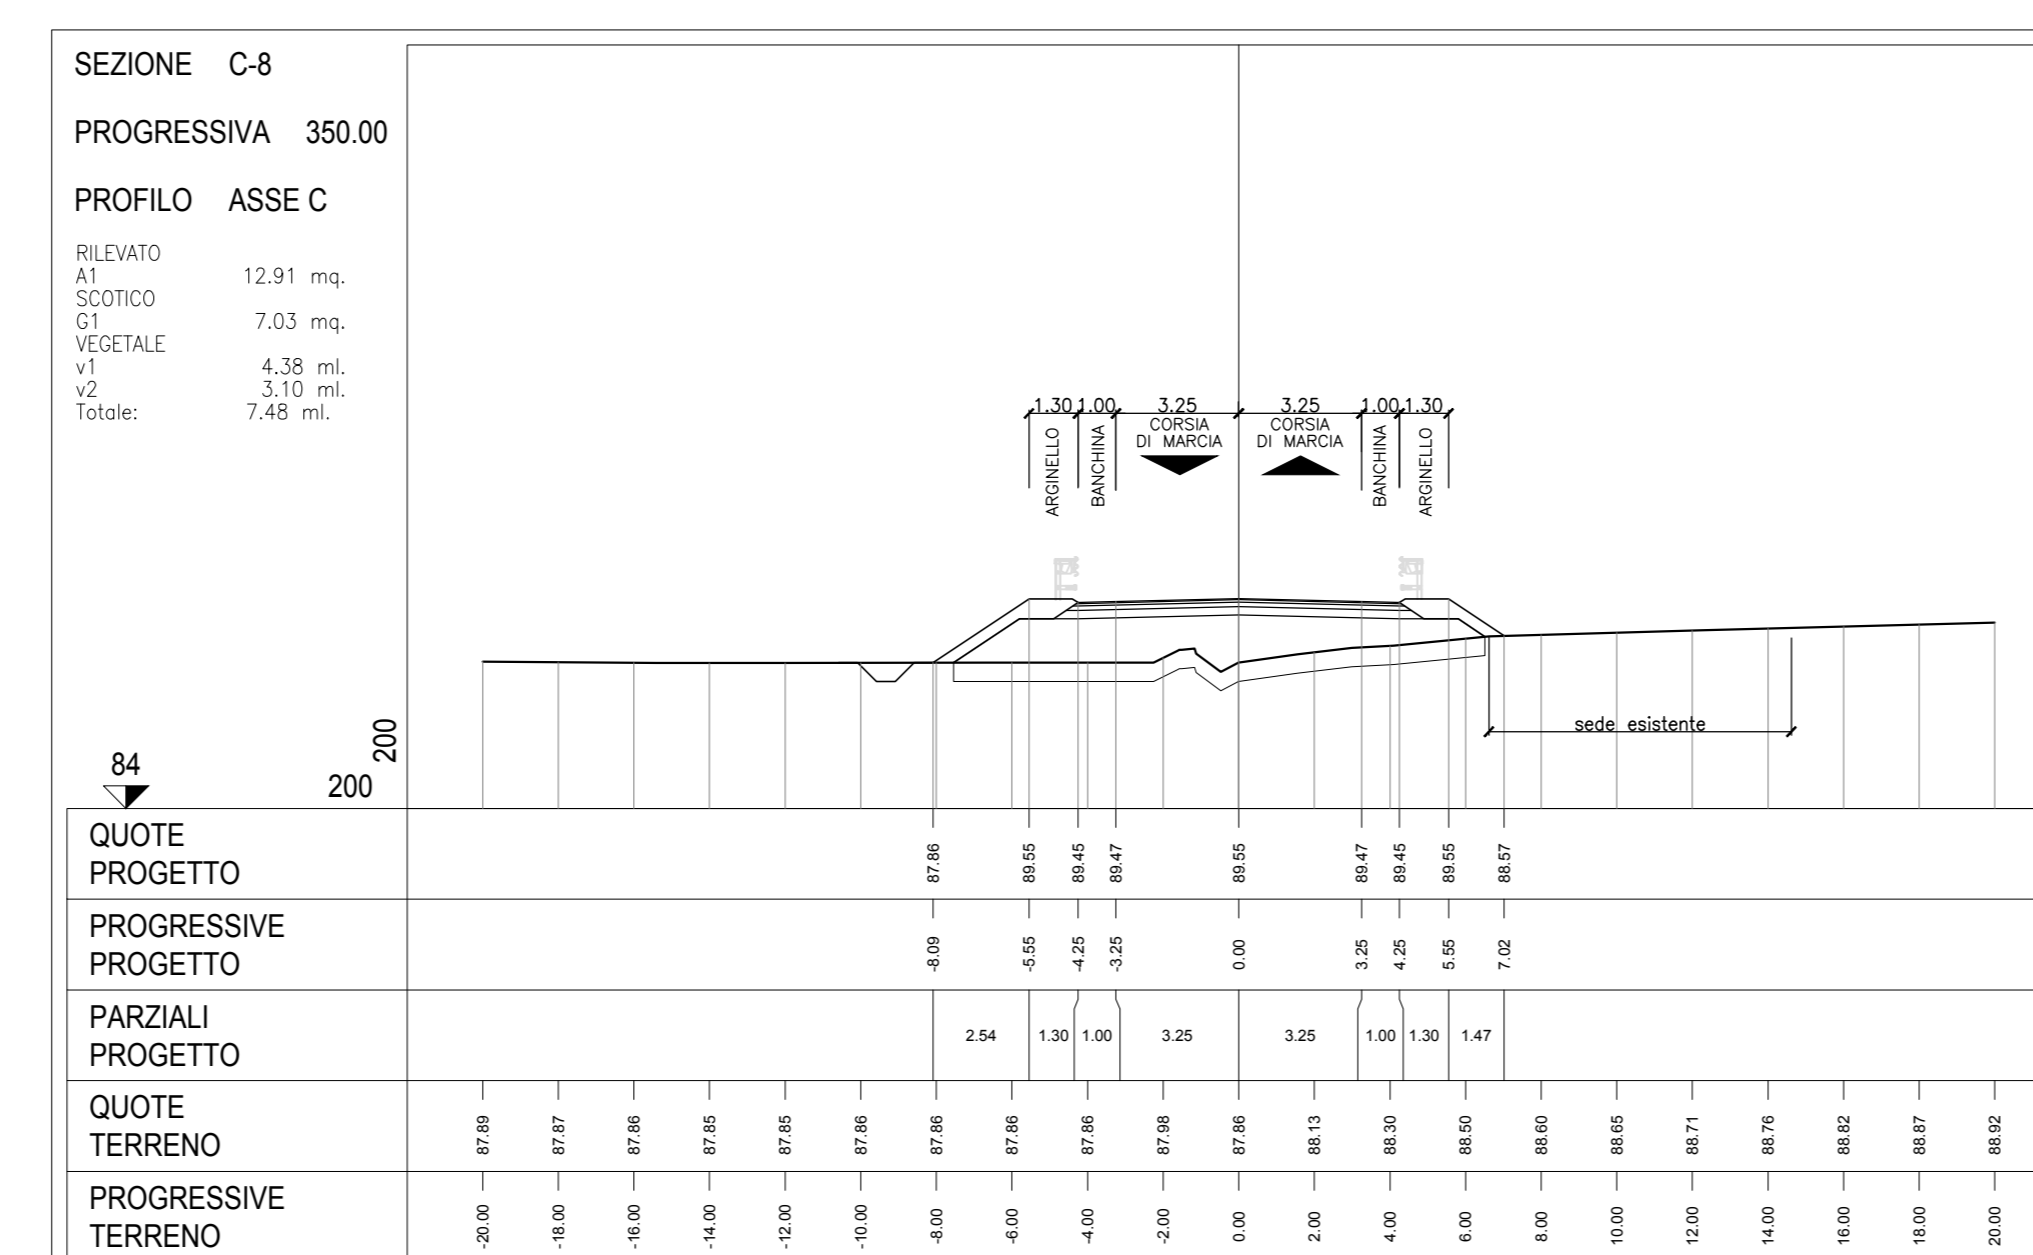 SEZIONE C-8
PROGRESSIVA 350.00
PROFILO ASSE C
RILEVATO
A1 12.91 mq.
SCOTICO
G1 7.03 mq.
VEGETALE
v1 4.38 ml.
v2 3.10 ml.
Totale: 7.48 ml.
1.30 1.00 3.25 3.25 1.00 1.30
ARGINELLO
BANCHINA
CORSIA
DI MARCIA
CORSIA
DI MARCIA
BANCHINA
ARGINELLO
sede esistente
84
200
200
QUOTE
PROGETTO
87.86 89.55 89.45 89.47 89.55 89.47 89.45 89.55 88.57
PROGRESSIVE
PROGETTO
-8.09 -5.55 -4.25 -3.25 0.00 3.25 4.25 5.55 7.02
PARZIALI
PROGETTO
2.54 1.30 1.00 3.25 3.25 1.00 1.30 1.47
QUOTE
TERRENO
87.89 87.87 87.86 87.85 87.85 87.86 87.86 87.86 87.86 87.98 87.86 88.13 88.30 88.50 88.60 88.65 88.71 88.76 88.82 88.87 88.92
PROGRESSIVE
TERRENO
-20.00 -18.00 -16.00 -14.00 -12.00 -10.00 -8.00 -6.00 -4.00 -2.00 0.00 2.00 4.00 6.00 8.00 10.00 12.00 14.00 16.00 18.00 20.00